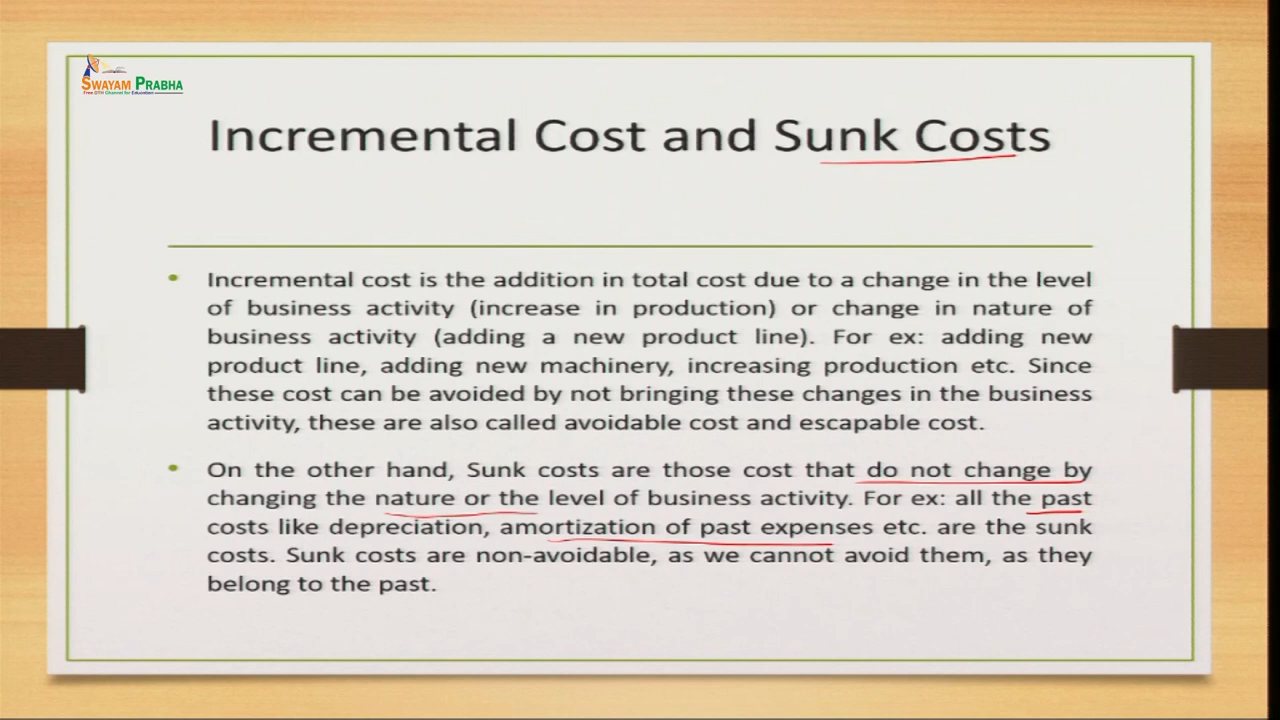 SWAYAM PRABHA
Free DTH Channel for Education
Incremental Cost and Sunk Costs
• Incremental cost is the addition in total cost due to a change in the level
of business activity (increase in production) or change in nature of
business activity (adding a new product line). For ex: adding new
product line, adding new machinery, increasing production etc. Since
these cost can be avoided by not bringing these changes in the business
activity, these are also called avoidable cost and escapable cost.
• On the other hand, Sunk costs are those cost that do not change by
changing the nature or the level of business activity. For ex: all the past
costs like depreciation, amortization of past expenses etc. are the sunk
costs. Sunk costs are non-avoidable, as we cannot avoid them, as they
belong to the past.